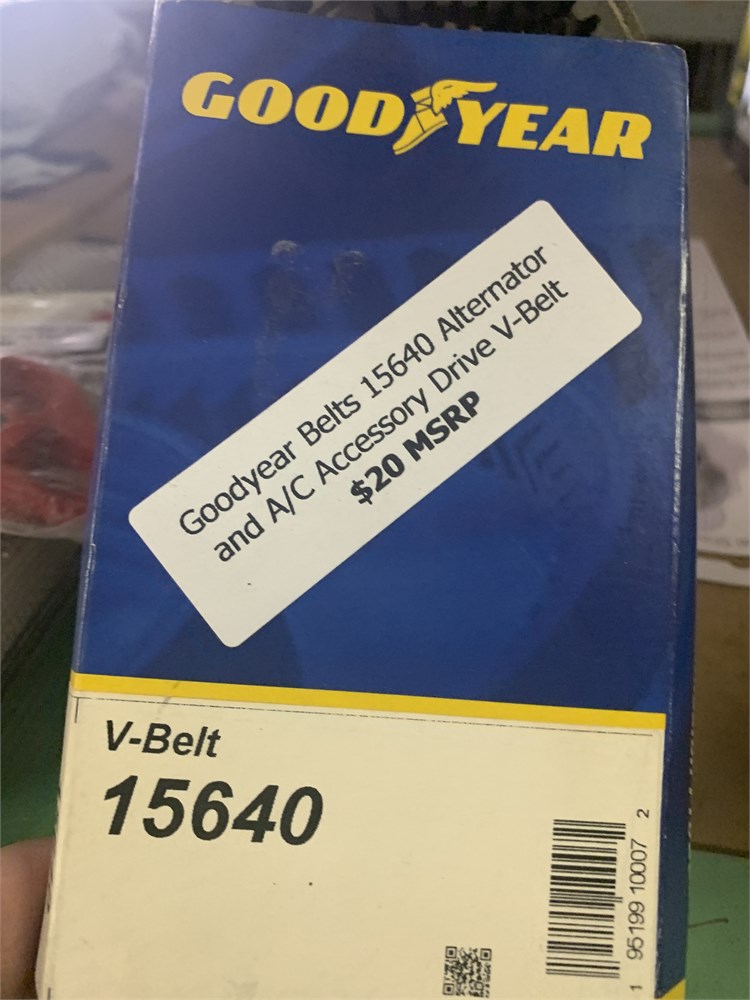 GOODYEAR
Goodyear Belts 15640 Alternator
and A/C Accessory Drive V-Belt
$20 MSRP
V-Belt
15640
1 95199 10007 2